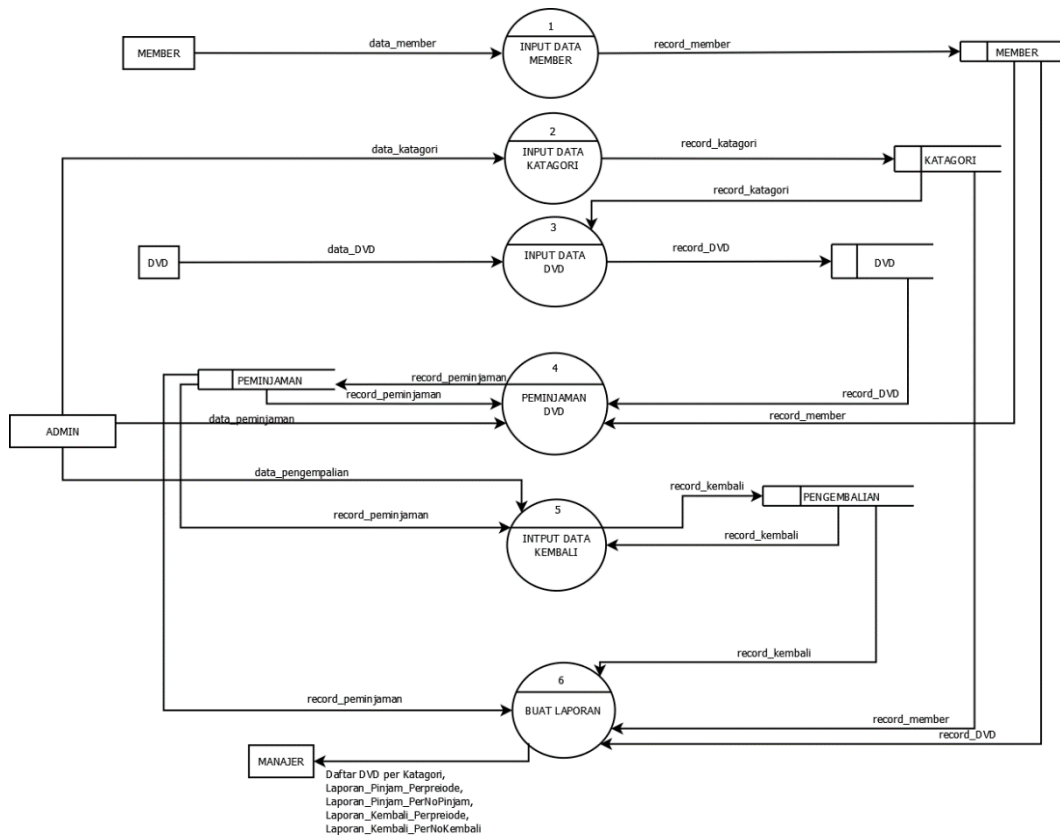 1
data_member
record_member
MEMBER
INPUT DATA
MEMBER
MEMBER
2
data_katagori
record_katagori
INPUT DATA
KATAGORI
KATAGORI
record_katagori
3
data_DVD
record_DVD
DVD
INPUT DATA
DVD
DVD
4
record_peminjaman
PEMINJAMAN
record_peminjaman
PEMINJAMAN
DVD
record_DVD
data_peminjaman
record_member
ADMIN
data_pengempalian
record_kembali
PENGEMBALIAN
5
record_peminjaman
INTPUT DATA
KEMBALI
record_kembali
record_kembali
6
record_peminjaman
BUAT LAPORAN
record_member
record_DVD
MANAJER
Daftar DVD per Katagori,
Laporan_Pinjam_Perpreiode,
Laporan_Pinjam_PerNoPinjam,
Laporan_Kembali_Perpreiode,
Laporan_Kembali_PerNoKembali